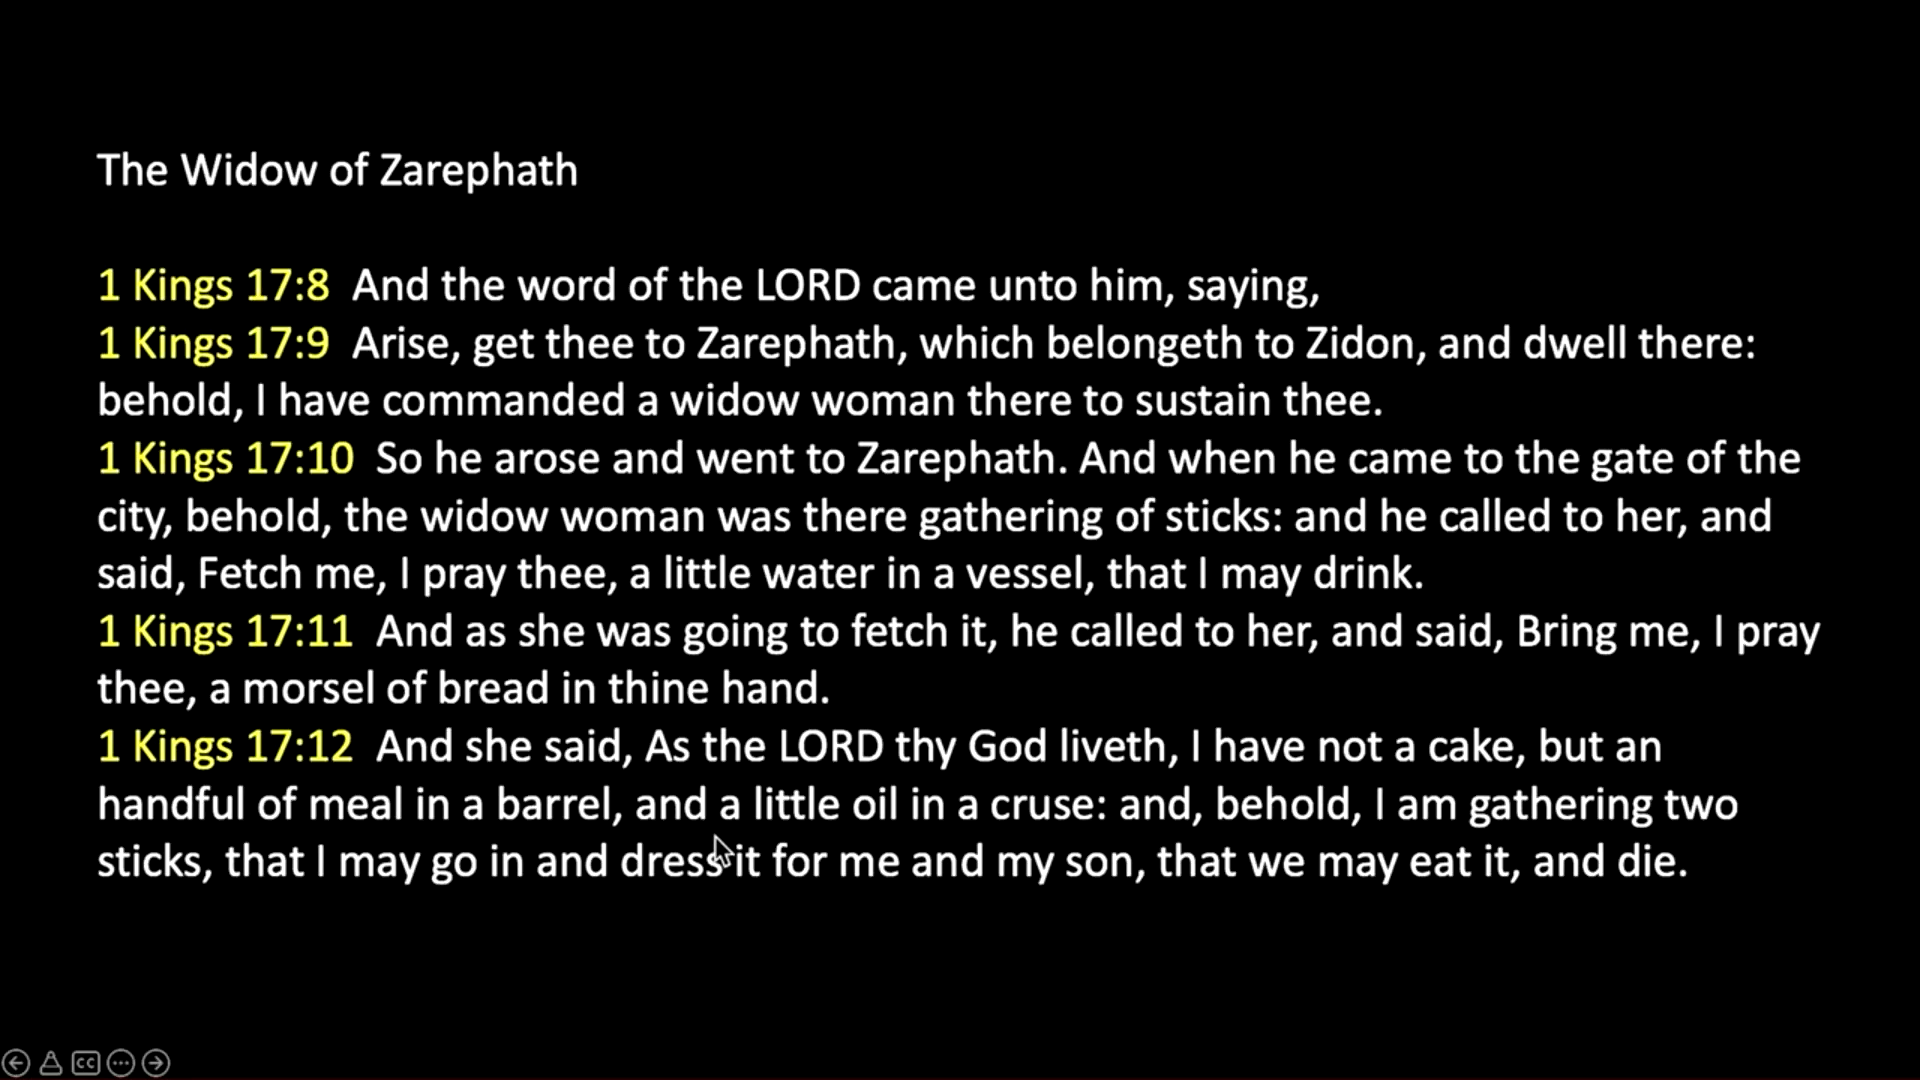 The Widow of Zarephath
1 Kings 17:8  And the word of the LORD came unto him, saying,
1 Kings 17:9  Arise, get thee to Zarephath, which belongeth to Zidon, and dwell there:
behold, I have commanded a widow woman there to sustain thee.
1 Kings 17:10  So he arose and went to Zarephath. And when he came to the gate of the
city, behold, the widow woman was there gathering of sticks: and he called to her, and
said, Fetch me, I pray thee, a little water in a vessel, that I may drink.
1 Kings 17:11  And as she was going to fetch it, he called to her, and said, Bring me, I pray
thee, a morsel of bread in thine hand.
1 Kings 17:12  And she said, As the LORD thy God liveth, I have not a cake, but an
handful of meal in a barrel, and a little oil in a cruse: and, behold, I am gathering two
sticks, that I may go in and dress it for me and my son, that we may eat it, and die.
CC